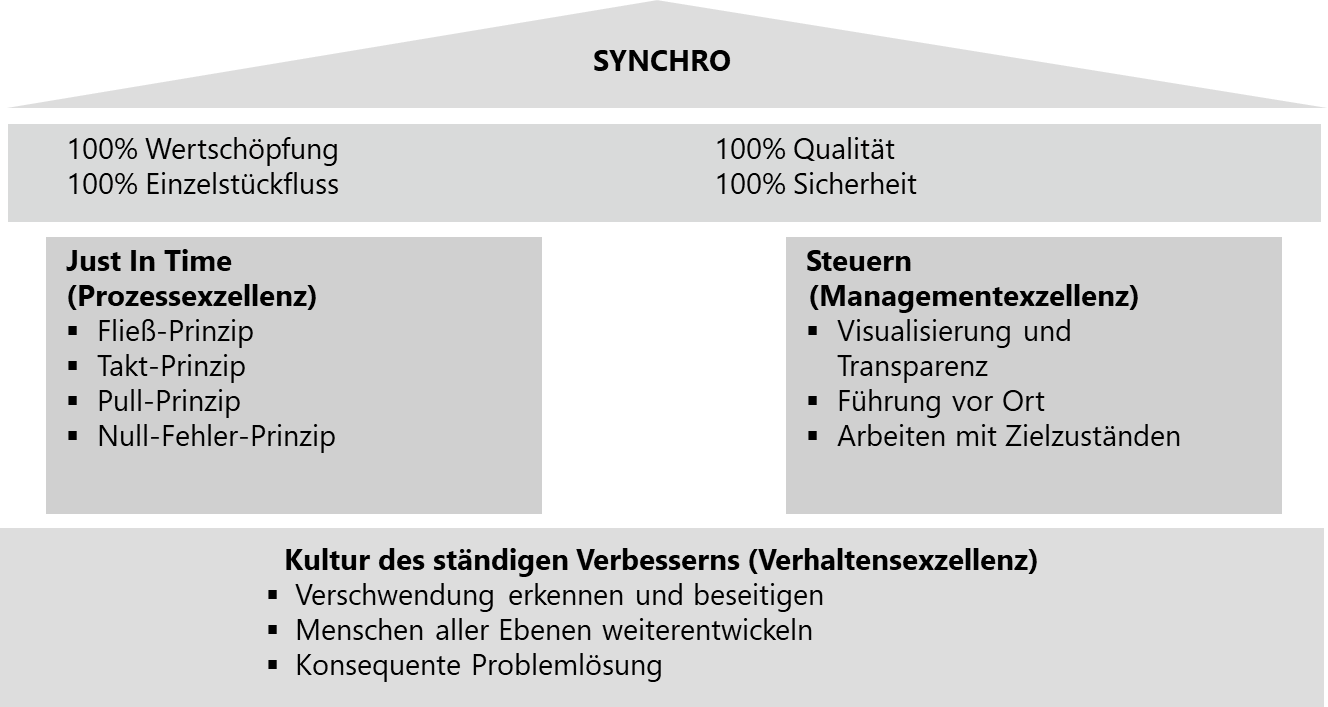 SYNCHRO
100% Wertschöpfung
100% Einzelstückfluss
100% Qualität
100% Sicherheit
Just In Time
(Prozessexzellenz)
▪ Fließ-Prinzip
▪ Takt-Prinzip
▪ Pull-Prinzip
▪ Null-Fehler-Prinzip
Steuern
(Managementexzellenz)
▪ Visualisierung und
Transparenz
▪ Führung vor Ort
▪ Arbeiten mit Zielzuständen
Kultur des ständigen Verbesserns (Verhaltensexzellenz)
▪ Verschwendung erkennen und beseitigen
▪ Menschen aller Ebenen weiterentwickeln
▪ Konsequente Problemlösung